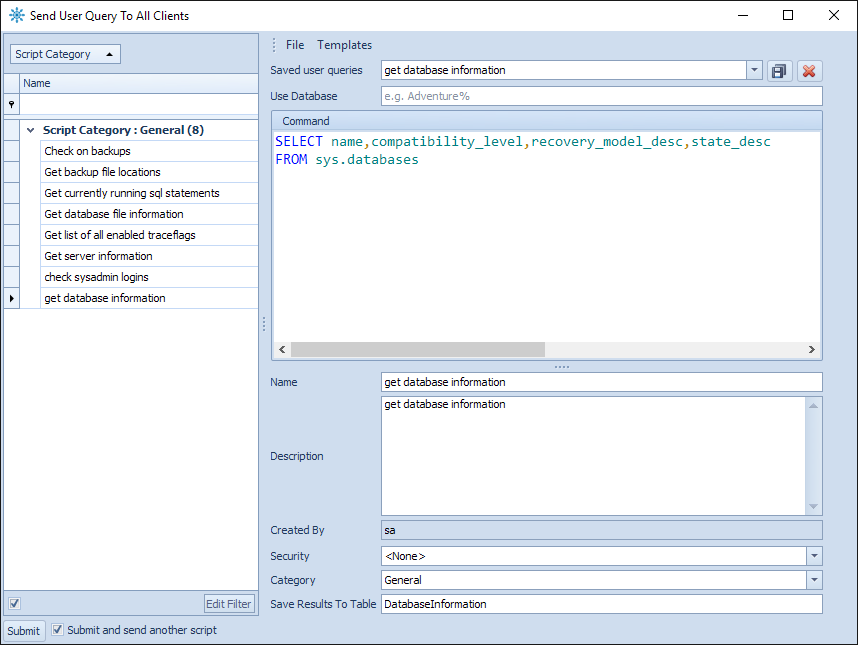 Send User Query To All Clients
Script Category
Name
Script Category : General (8)
Check on backups
Get backup file locations
Get currently running sql statements
Get database file information
Get list of all enabled traceflags
Get server information
check sysadmin logins
get database information
Edit Filter
Submit
Submit and send another script
File Templates
Saved user queries get database information
Use Database e.g. Adventure%
Command
SELECT name,compatibility_level,recovery_model_desc,state_desc
FROM sys.databases
Name get database information
Description get database information
Created By sa
Security <None>
Category General
Save Results To Table DatabaseInformation